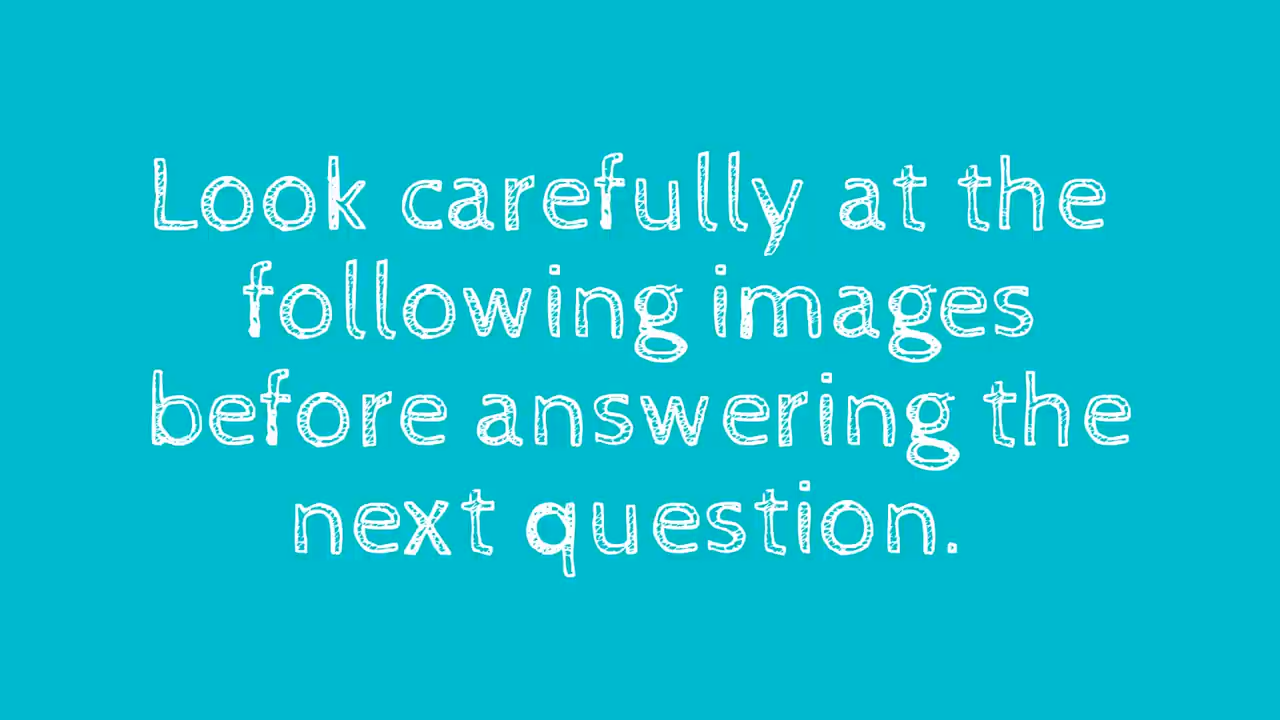 Look carefully at the
following images
before answering the
next question.